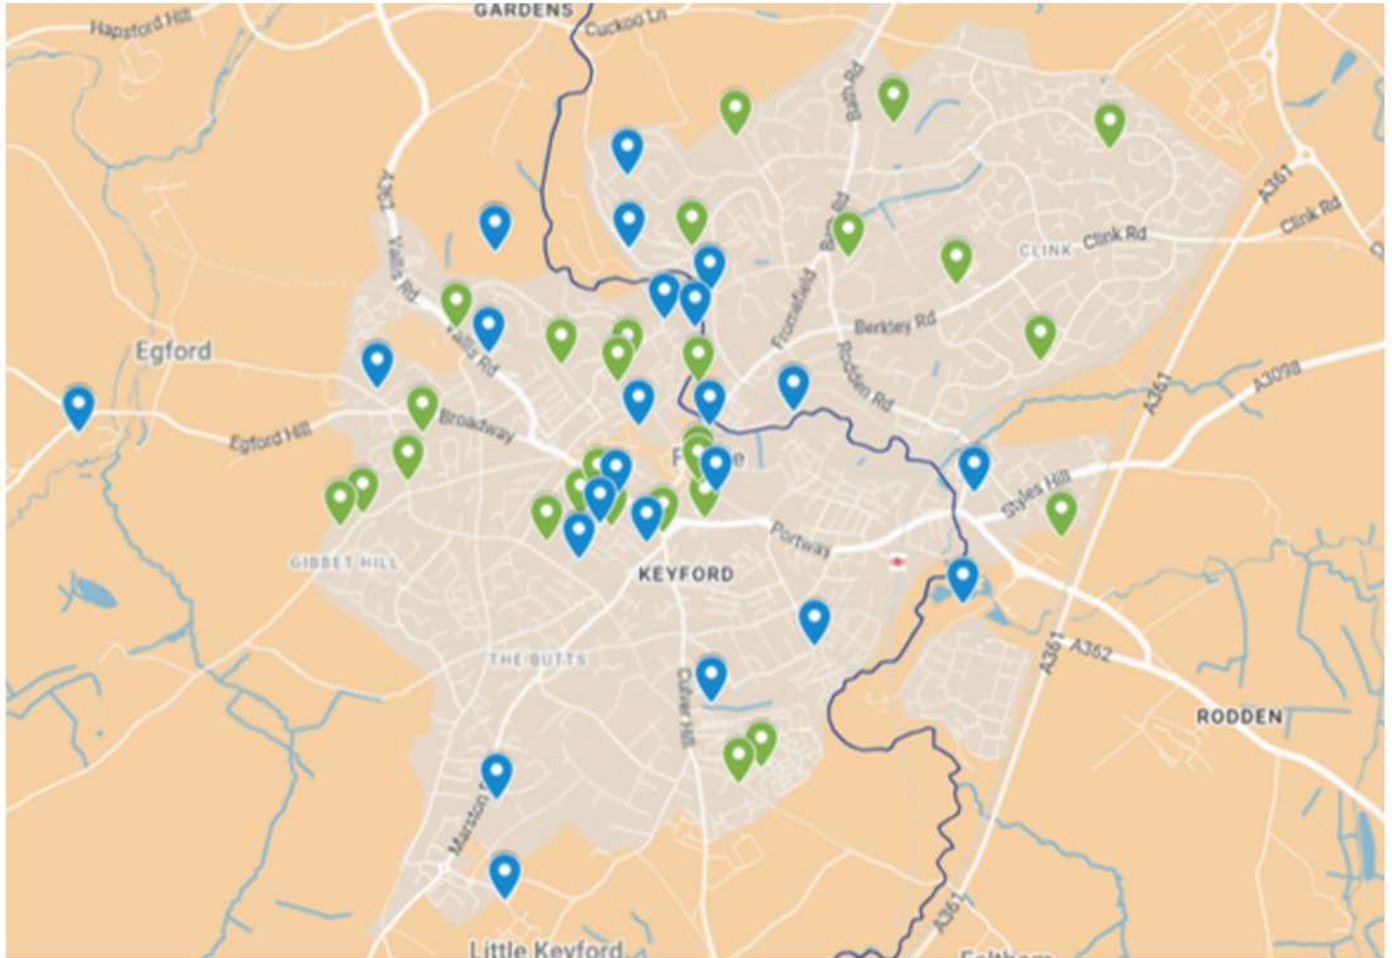 GARDENS
Cuckoo Ln
Hapsford Hill
Bath Rd
A361
A362
Vallis Rd
Clink Rd
Clink Rd
CLINK
Fromefield
Berkley Rd
Vallis Rd
Egford
Rodden Rd
A361
A3098
Broadway
Egford Hill
Styles Hill
Portway
GIBBET HILL
KEYFORD
THE BUTTS
A361
A362
Culver Hill
RODDEN
Marston
A361
Little Keyford